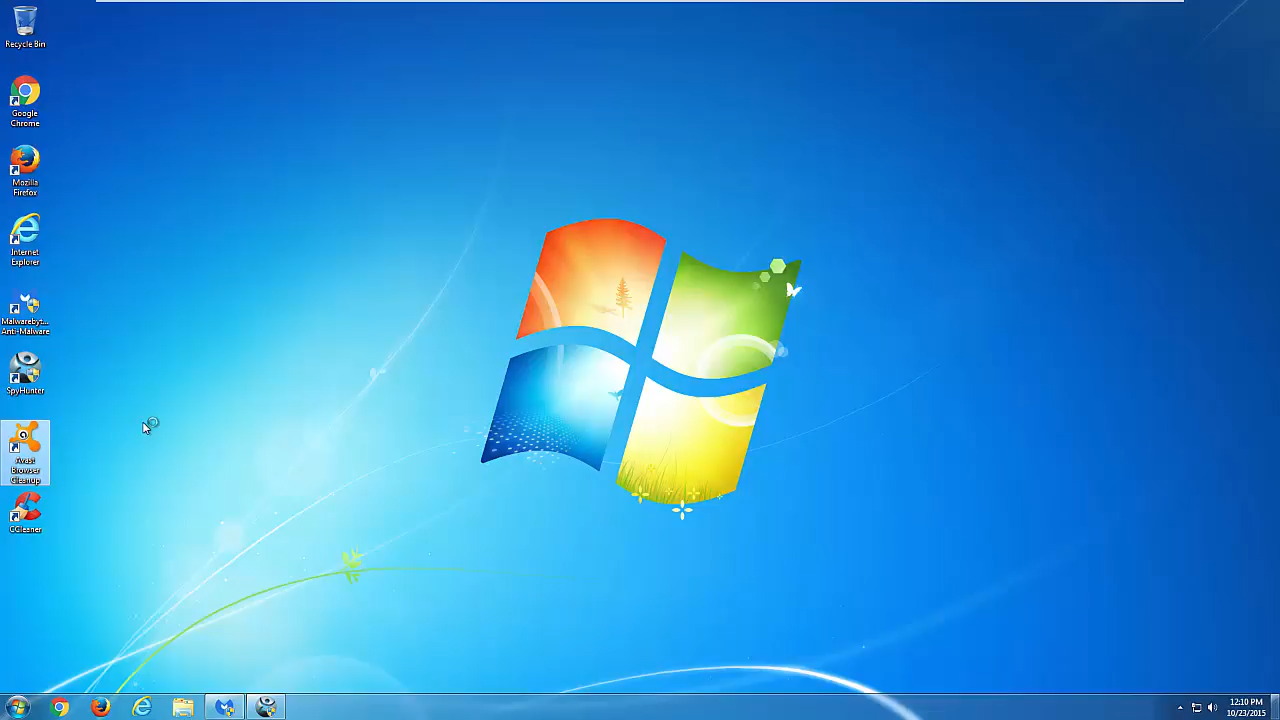 Recycle Bin
Google
Chrome
Mozilla
Firefox
Internet
Explorer
Malwarebyt...
Anti-Malware
SpyHunter
Avast
Browser
Cleanup
CCleaner
12:10 PM
10/23/2015